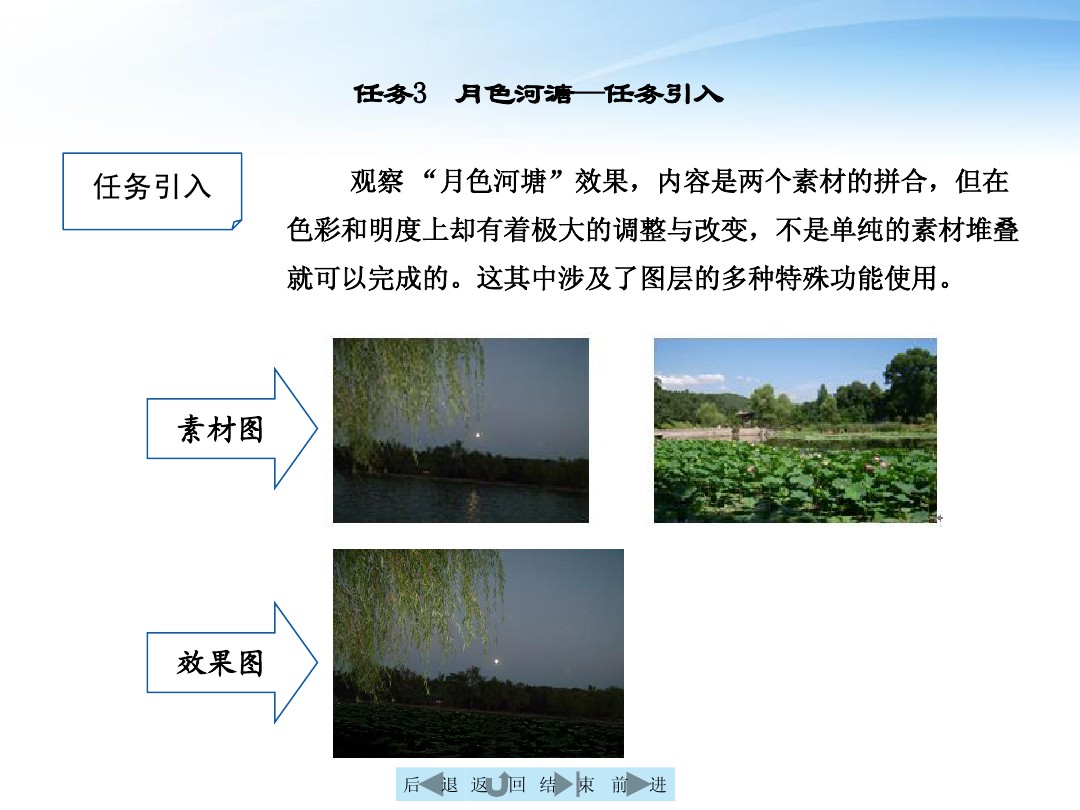 任务3　月色河塘—任务引入
任务引入
观察 “月色河塘”效果，内容是两个素材的拼合，但在
色彩和明度上却有着极大的调整与改变，不是单纯的素材堆叠
就可以完成的。这其中涉及了图层的多种特殊功能使用。
素材图
效果图
后退 返回 结束 前进